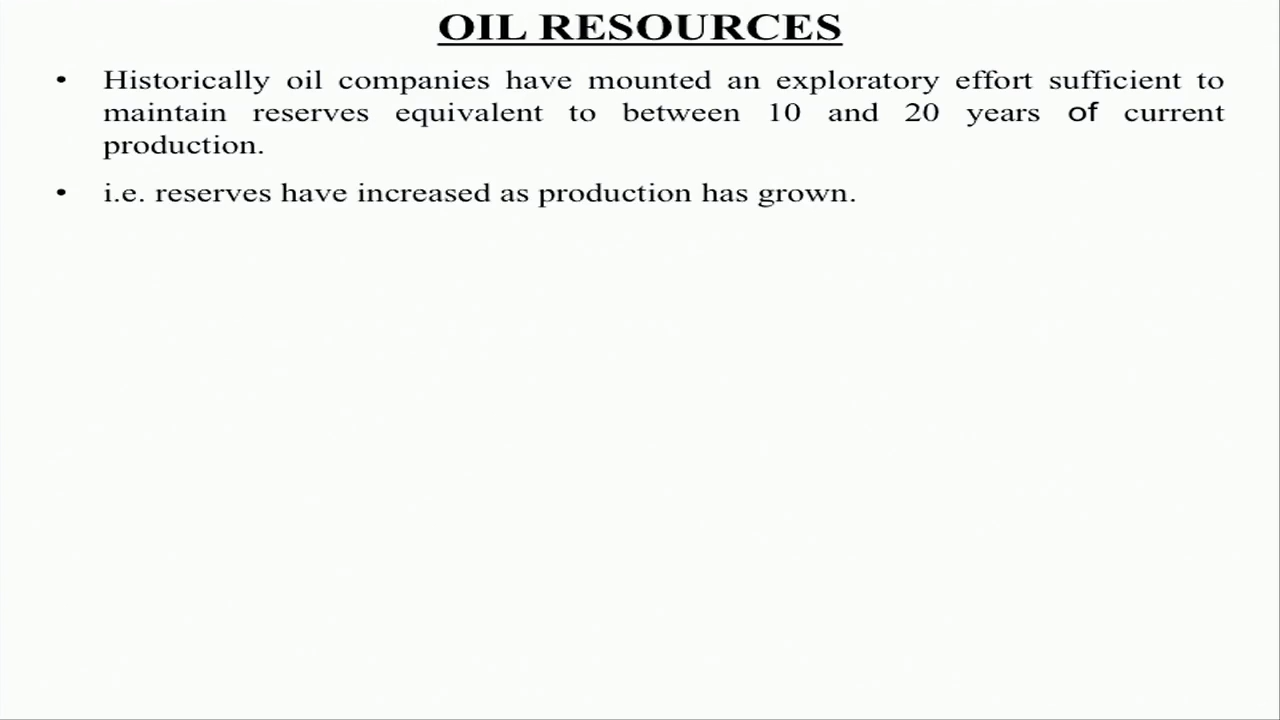 OIL RESOURCES
• Historically oil companies have mounted an exploratory effort sufficient to
maintain reserves equivalent to between 10 and 20 years of current
production.
• i.e. reserves have increased as production has grown.